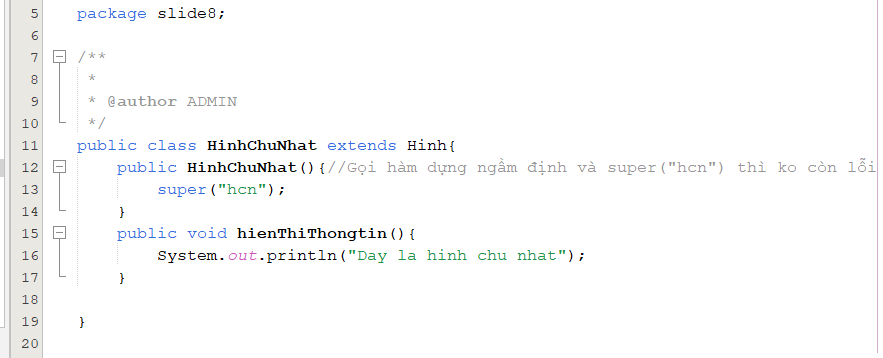 5 package slide8;
6
7 /**
8 *
9 * @author ADMIN
10 */
11 public class HinhChuNhat extends Hinh{
12 public HinhChuNhat(){//Gọi hàm dựng ngầm định và super("hcn") thì ko còn lỗi
13 super("hcn");
14 }
15 public void hienThiThongtin(){
16 System.out.println("Day la hinh chu nhat");
17 }
18
19 }
20